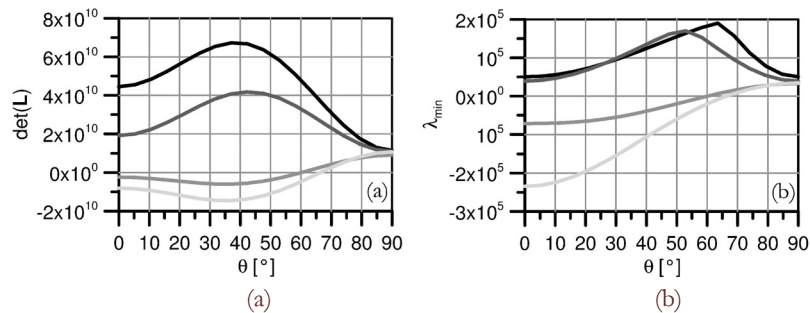 8x10¹⁰
6x10¹⁰
4x10¹⁰
2x10¹⁰
0x10⁰
-2x10¹⁰
det(L)
0 10 20 30 40 50 60 70 80 90
θ [°]
(a)
(a)
2x10⁵
10⁵
0x10⁰
10⁵
-2x10⁵
-3x10⁵
λmin
0 10 20 30 40 50 60 70 80 90
θ [°]
(b)
(b)